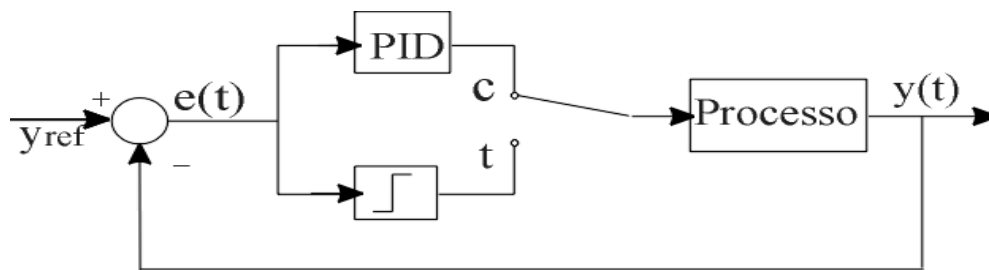 PID
+
e(t)
c
y(t)
Processo
yref
−
t